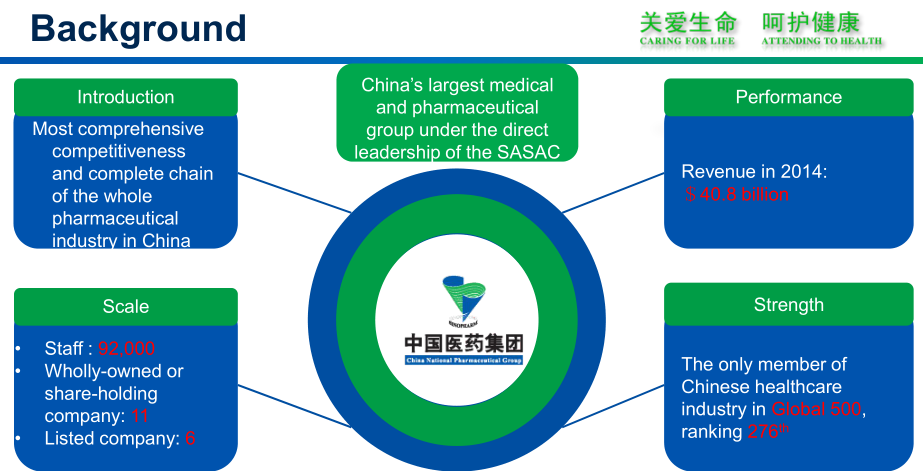 Background
关爱生命 呵护健康
CARING FOR LIFE ATTENDING TO HEALTH
Introduction
Most comprehensive
competitiveness
and complete chain
of the whole
pharmaceutical
industry in China
China's largest medical
and pharmaceutical
group under the direct
leadership of the SASAC
Performance
Revenue in 2014:
$ 40.8 billion
SINOPHARM
中国医药集团
China National Pharmaceutical Group
Scale
• Staff : 92,000
• Wholly-owned or
share-holding
company: 11
• Listed company: 6
Strength
The only member of
Chinese healthcare
industry in Global 500,
ranking 276th